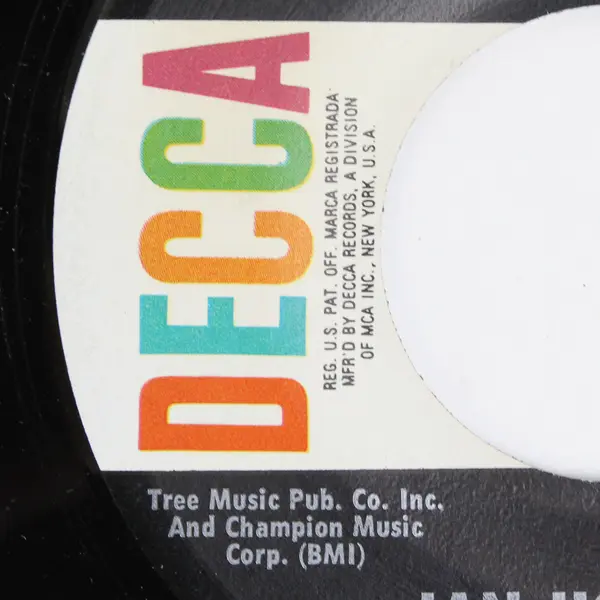 DECCA
REG. U.S. PAT. OFF. MARCA REGISTRADA
MFR'D BY DECCA RECORDS, A DIVISION
OF MCA INC., NEW YORK, U.S.A.
Tree Music Pub. Co. Inc.
And Champion Music
Corp. (BMI)